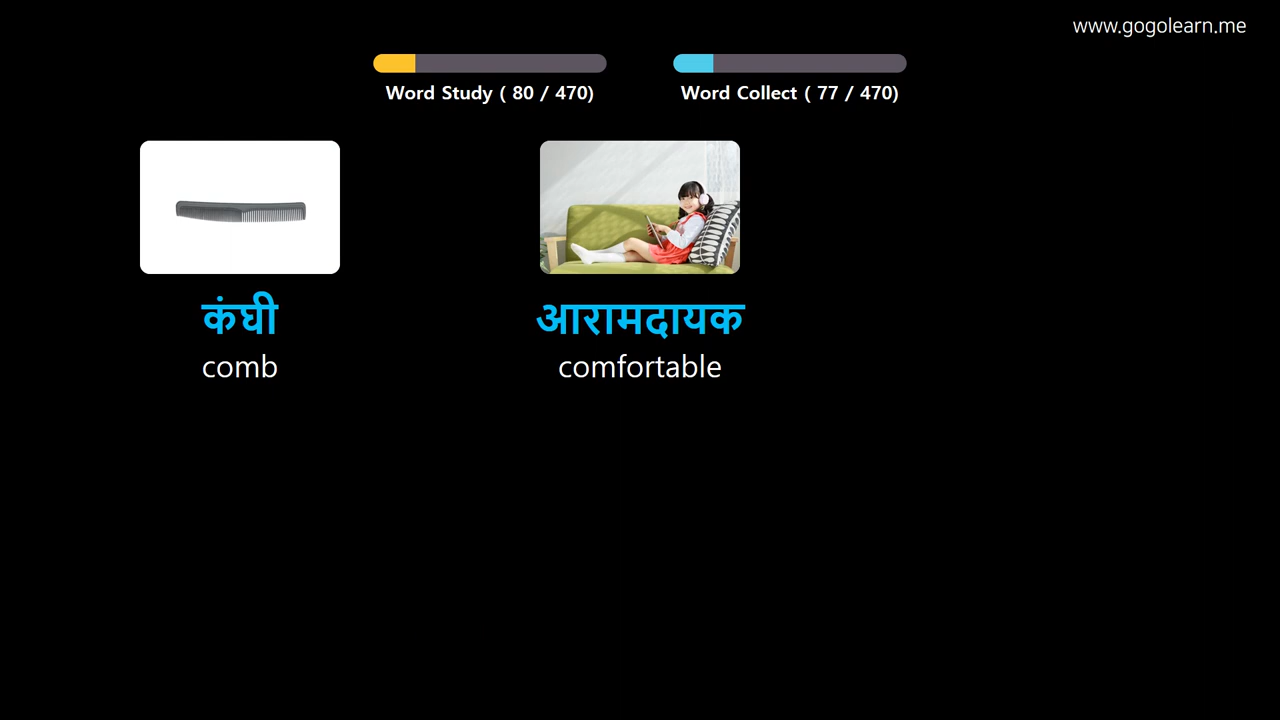 www.gogolearn.me
Word Study ( 80 / 470)
Word Collect ( 77 / 470)
कंघी
comb
आरामदायक
comfortable